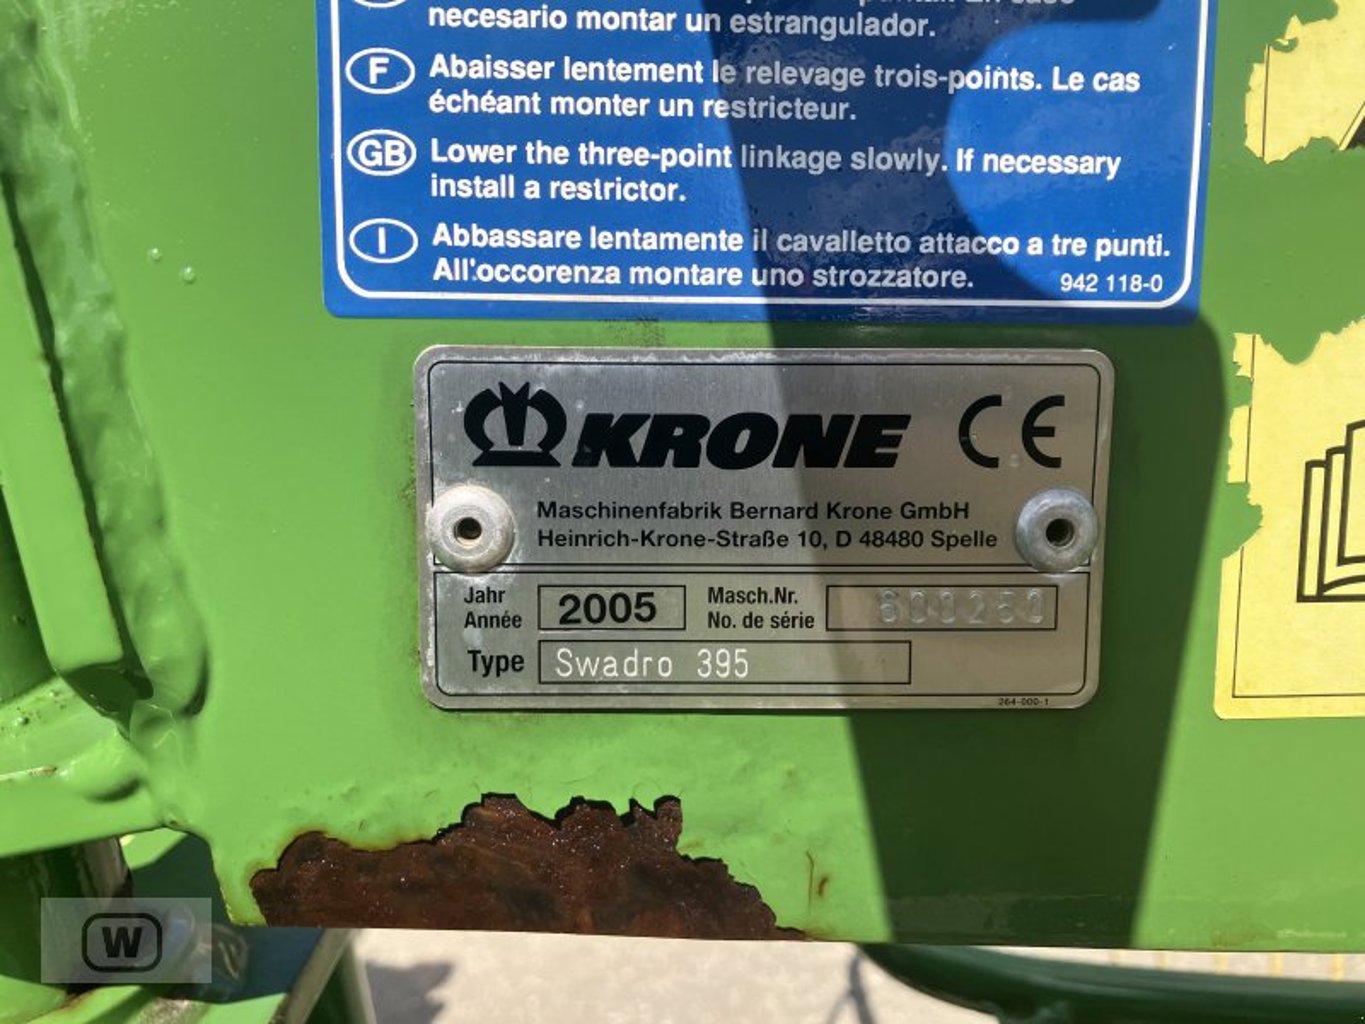 necesario montar un estrangulador.
F Abaisser lentement le relevage trois-points. Le cas
échéant monter un restricteur.
GB Lower the three-point linkage slowly. If necessary
install a restrictor.
I Abbassare lentamente il cavalletto attacco a tre punti.
All'occorenza montare uno strozzatore.
942 118-0
KRONE CE
Maschinenfabrik Bernard Krone GmbH
Heinrich-Krone-Straße 10, D 48480 Spelle
Jahr
Année
2005
Masch.Nr.
No. de série
Type Swadro 395
264-000-1
W